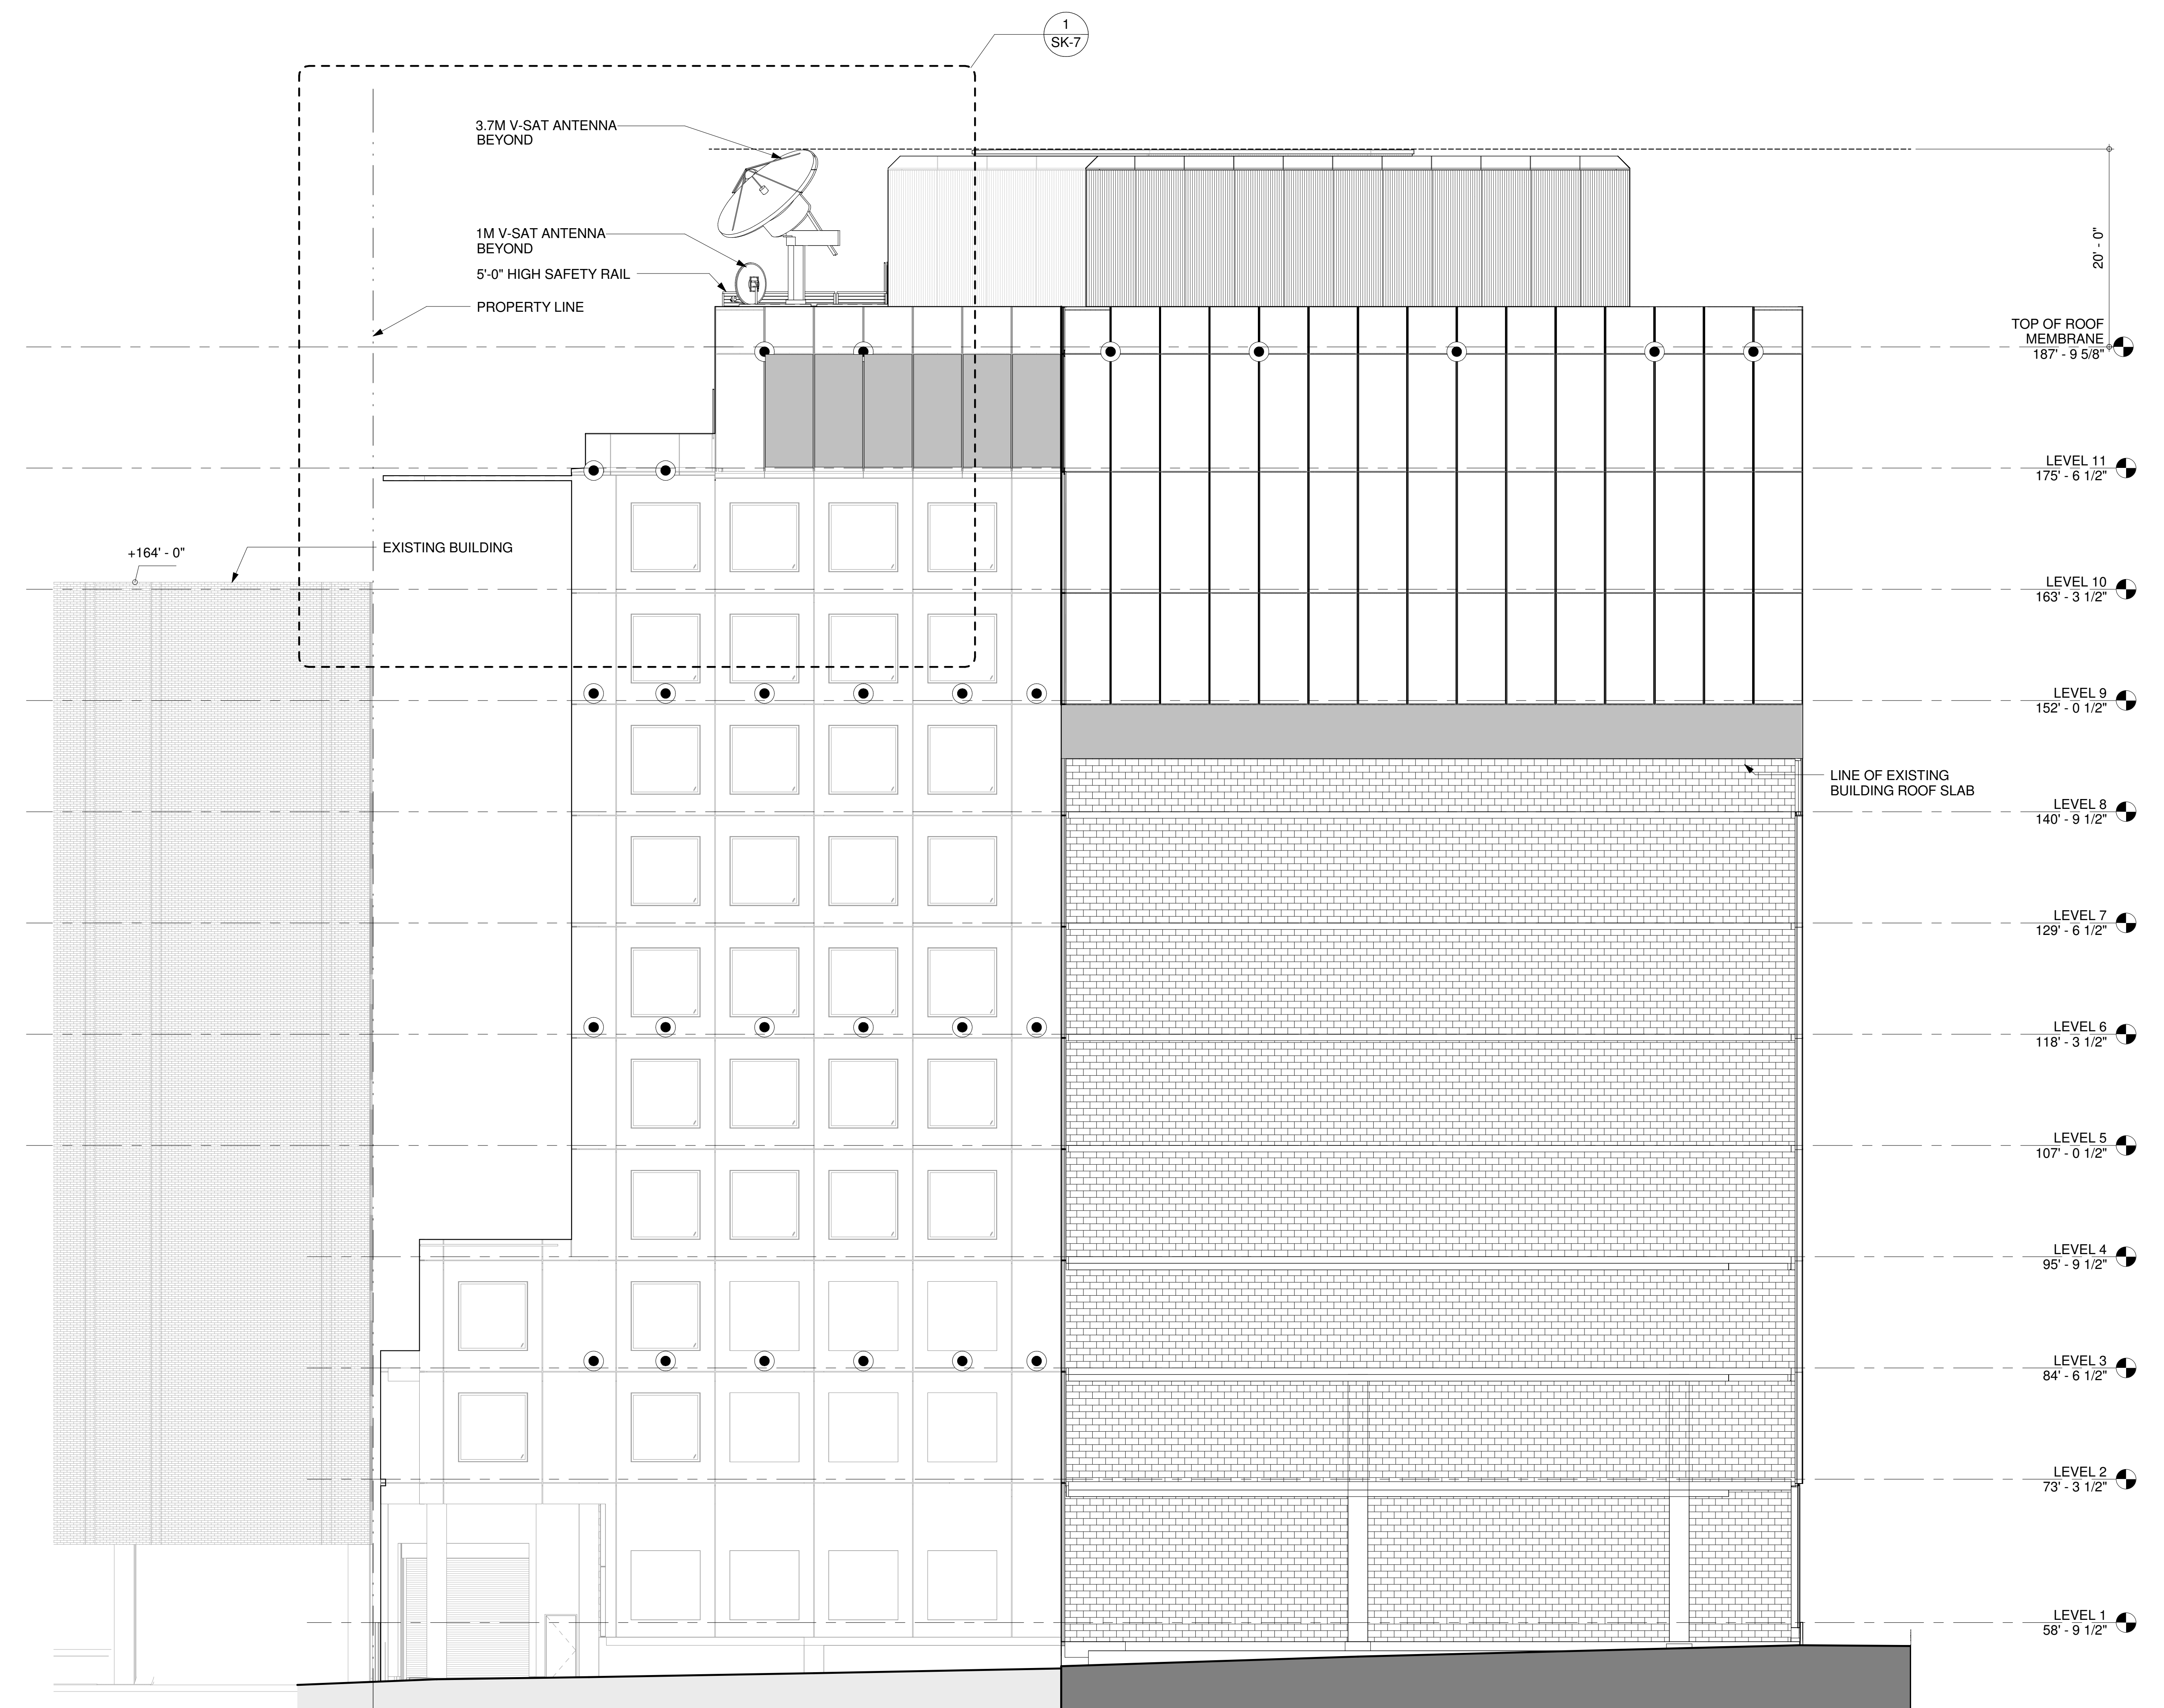 1
SK-7
3.7M V-SAT ANTENNA
BEYOND
1M V-SAT ANTENNA
BEYOND
5'-0" HIGH SAFETY RAIL
PROPERTY LINE
20' - 0"
TOP OF ROOF
MEMBRANE
187' - 9 5/8"
LEVEL 11
175' - 6 1/2"
+164' - 0"
EXISTING BUILDING
LEVEL 10
163' - 3 1/2"
LEVEL 9
152' - 0 1/2"
LINE OF EXISTING
BUILDING ROOF SLAB
LEVEL 8
140' - 9 1/2"
LEVEL 7
129' - 6 1/2"
LEVEL 6
118' - 3 1/2"
LEVEL 5
107' - 0 1/2"
LEVEL 4
95' - 9 1/2"
LEVEL 3
84' - 6 1/2"
LEVEL 2
73' - 3 1/2"
LEVEL 1
58' - 9 1/2"